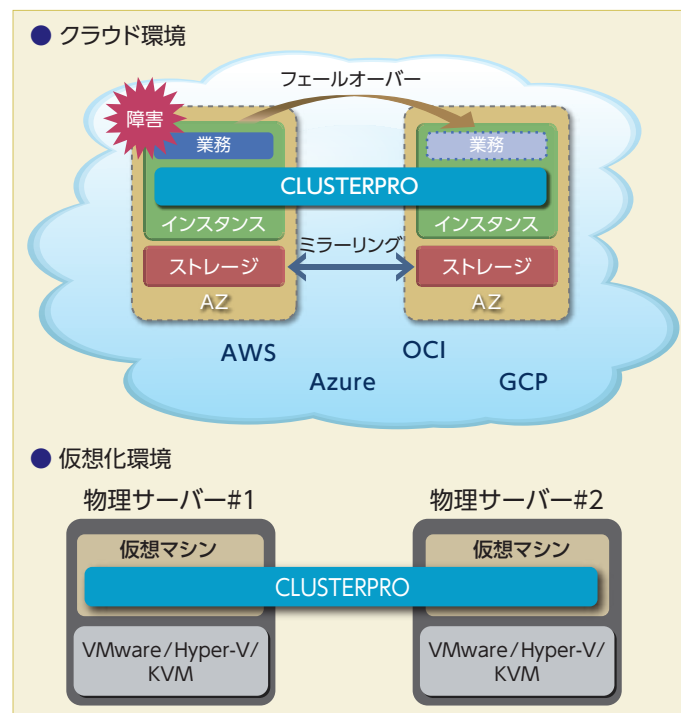 ● クラウド環境
フェールオーバー
障害
業務
業務
CLUSTERPRO
インスタンス
インスタンス
ミラーリング
ストレージ
ストレージ
AZ
AZ
AWS
OCI
Azure
GCP
● 仮想化環境
物理サーバー#1
物理サーバー#2
仮想マシン
仮想マシン
CLUSTERPRO
VMware/Hyper-V/
KVM
VMware/Hyper-V/
KVM